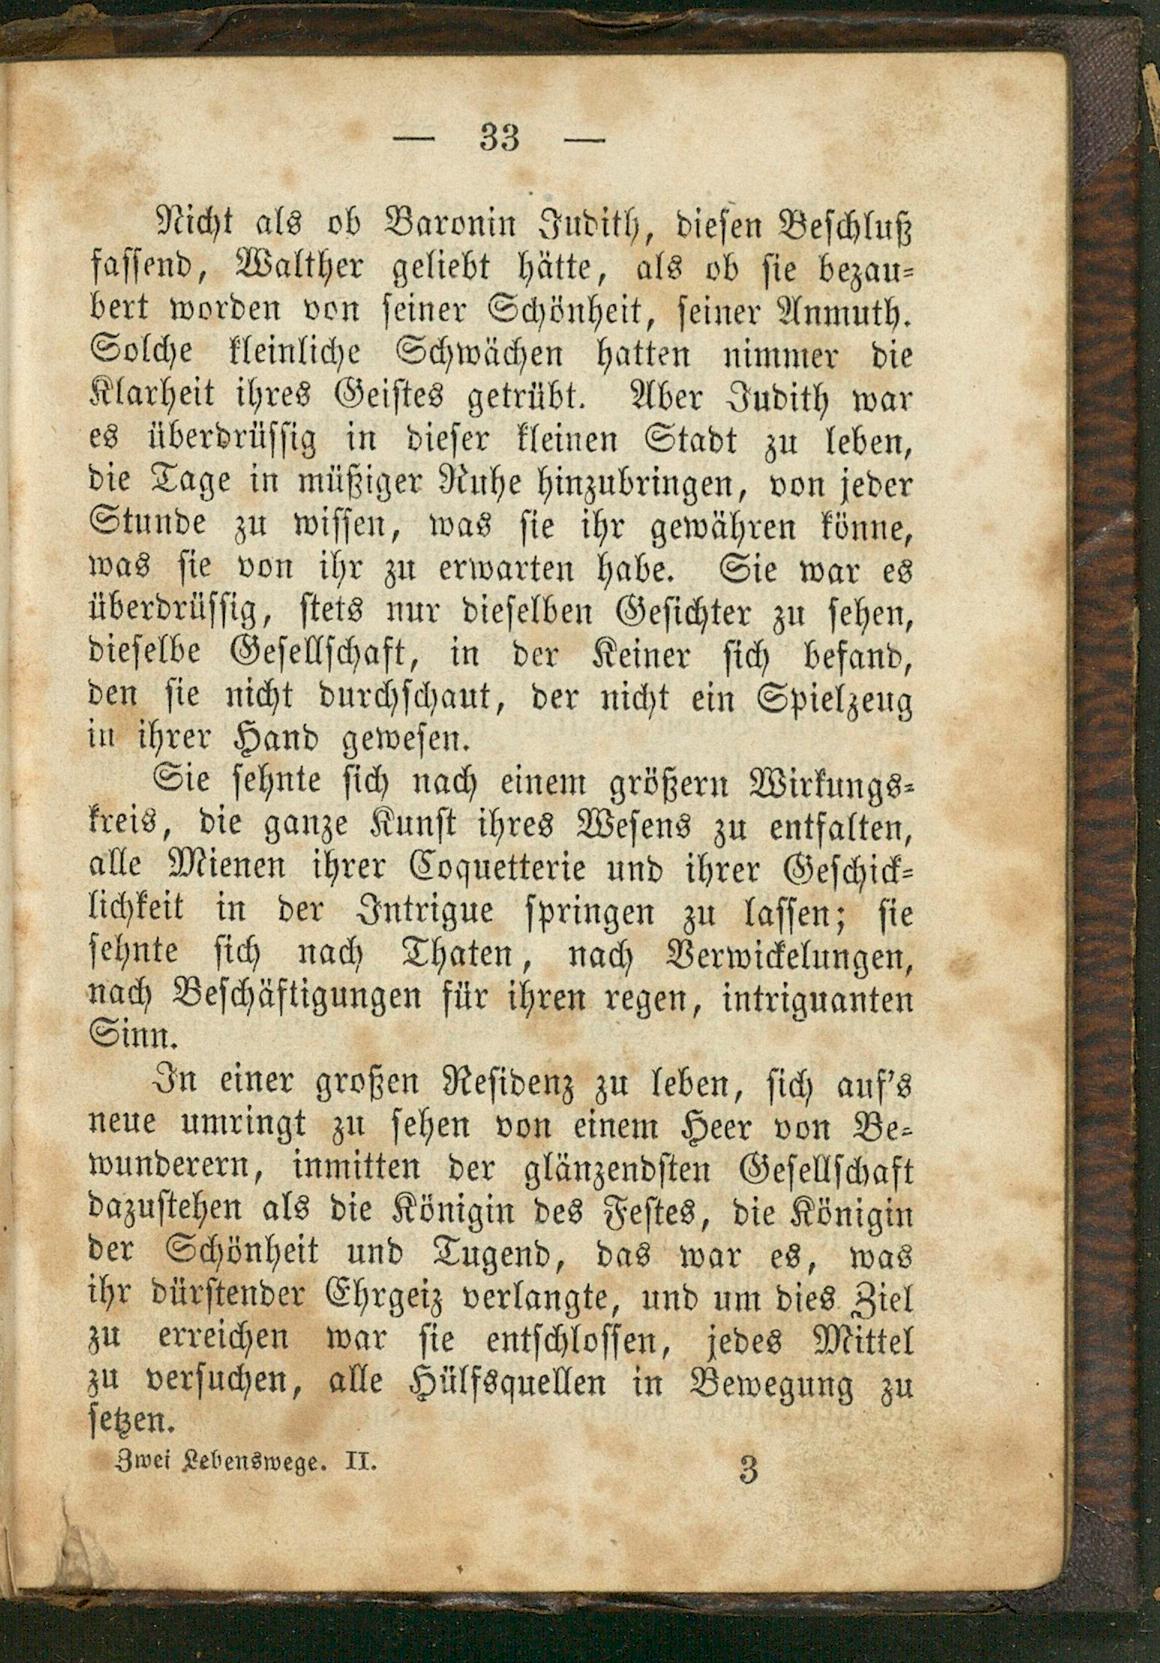 — 33 —
Nicht als ob Baronin Judith, diesen Beschluß
fassend, Walther geliebt hätte, als ob sie bezau=
bert worden von seiner Schönheit, seiner Anmuth.
Solche kleinliche Schwächen hatten nimmer die
Klarheit ihres Geistes getrübt. Aber Judith war
es überdrüssig in dieser kleinen Stadt zu leben,
die Tage in müßiger Ruhe hinzubringen, von jeder
Stunde zu wissen, was sie ihr gewähren könne,
was sie von ihr zu erwarten habe. Sie war es
überdrüssig, stets nur dieselben Gesichter zu sehen,
dieselbe Gesellschaft, in der Keiner sich befand,
den sie nicht durchschaut, der nicht ein Spielzeug
in ihrer Hand gewesen.
Sie sehnte sich nach einem größern Wirkungs=
kreis, die ganze Kunst ihres Wesens zu entfalten,
alle Mienen ihrer Coquetterie und ihrer Geschick=
lichkeit in der Intrigue springen zu lassen; sie
sehnte sich nach Thaten, nach Verwickelungen,
nach Beschäftigungen für ihren regen, intriguanten
Sinn.
In einer großen Residenz zu leben, sich auf's
neue umringt zu sehen von einem Heer von Be=
wunderern, inmitten der glänzendsten Gesellschaft
dazustehen als die Königin des Festes, die Königin
der Schönheit und Tugend, das war es, was
ihr dürstender Ehrgeiz verlangte, und um dies Ziel
zu erreichen war sie entschlossen, jedes Mittel
zu versuchen, alle Hülfsquellen in Bewegung zu
setzen.
Zwei Lebenswege. II. 3